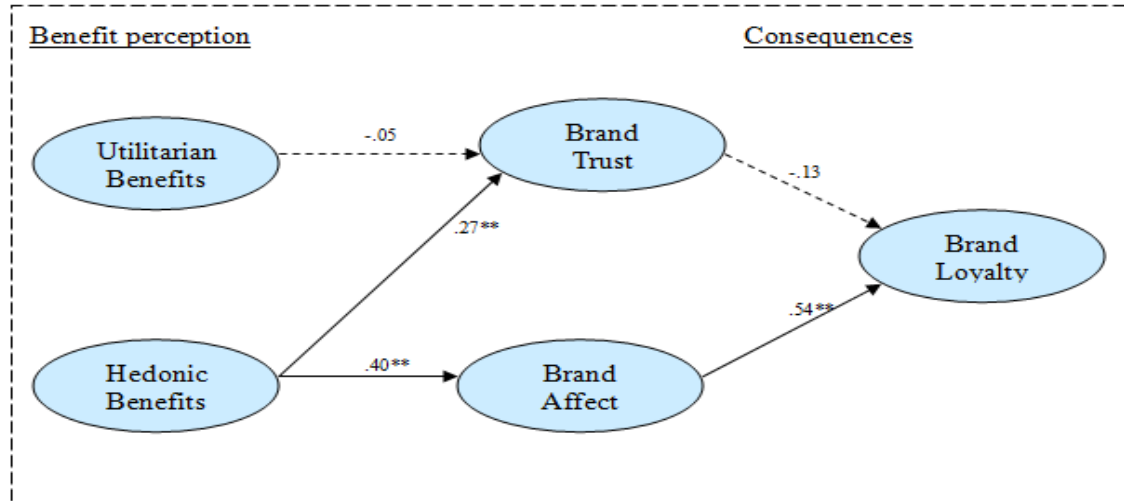 Benefit perception
Consequences
Utilitarian
Benefits
-.05
Brand
Trust
-.13
.27**
Brand
Loyalty
Hedonic
Benefits
.40**
Brand
Affect
.54**